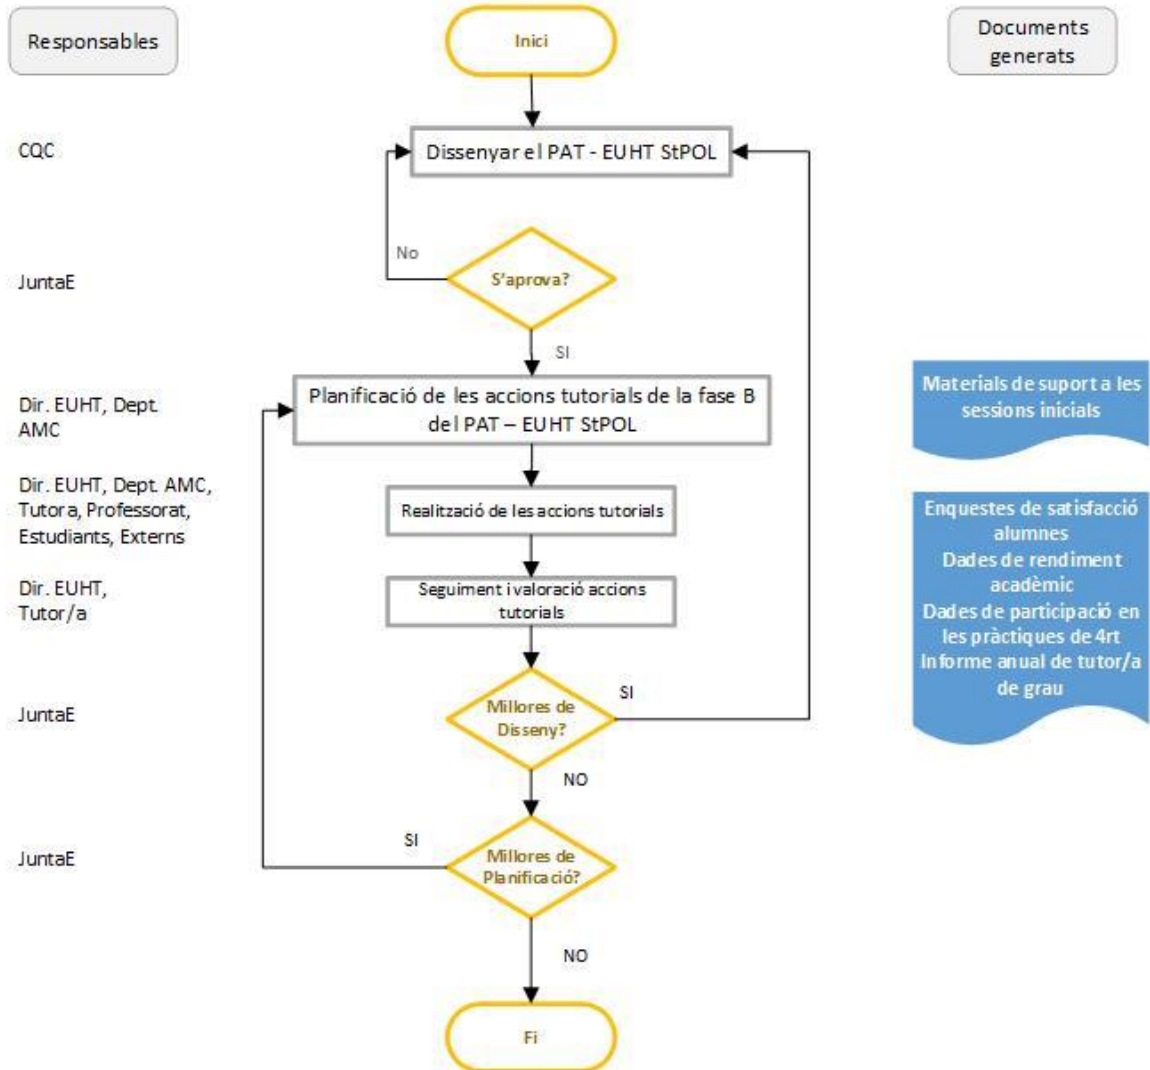 Responsables
Inici
Documents
generats
CQC
Dissenyar el PAT - EUHT StPOL
No
JuntaE
S'aprova?
SI
Dir. EUHT, Dept.
AMC
Planificació de les accions tutorials de la fase B
del PAT – EUHT StPOL
Materials de suport a les
sessions inicials
Dir. EUHT, Dept. AMC,
Tutora, Professorat,
Estudiants, Externs
Realització de les accions tutorials
Enquestes de satisfacció
alumnes
Dades de rendiment
acadèmic
Dades de participació en
les pràctiques de 4rt
Informe anual de tutor/a
de grau
Dir. EUHT,
Tutor/a
Seguiment i valoració accions
tutorials
JuntaE
Millores de
Disseny?
SI
NO
JuntaE
SI
Millores de
Planificació?
NO
Fi